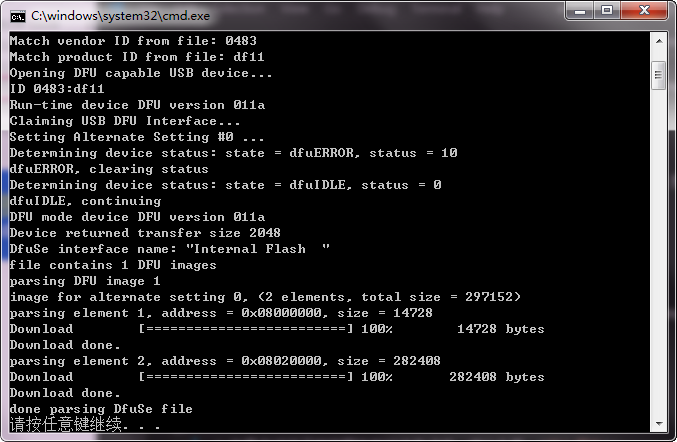 C:\windows\system32\cmd.exe
Match vendor ID from file: 0483
Match product ID from file: df11
Opening DFU capable USB device...
ID 0483:df11
Run-time device DFU version 011a
Claiming USB DFU Interface...
Setting Alternate Setting #0 ...
Determining device status: state = dfuERROR, status = 10
dfuERROR, clearing status
Determining device status: state = dfuIDLE, status = 0
dfuIDLE, continuing
DFU mode device DFU version 011a
Device returned transfer size 2048
DfuSe interface name: "Internal Flash  "
file contains 1 DFU images
parsing DFU image 1
image for alternate setting 0, (2 elements, total size = 297152)
parsing element 1, address = 0x08000000, size = 14728
Download        [=========================] 100%        14728 bytes
Download done.
parsing element 2, address = 0x08020000, size = 282408
Download        [=========================] 100%       282408 bytes
Download done.
done parsing DfuSe file
请按任意键继续. . .